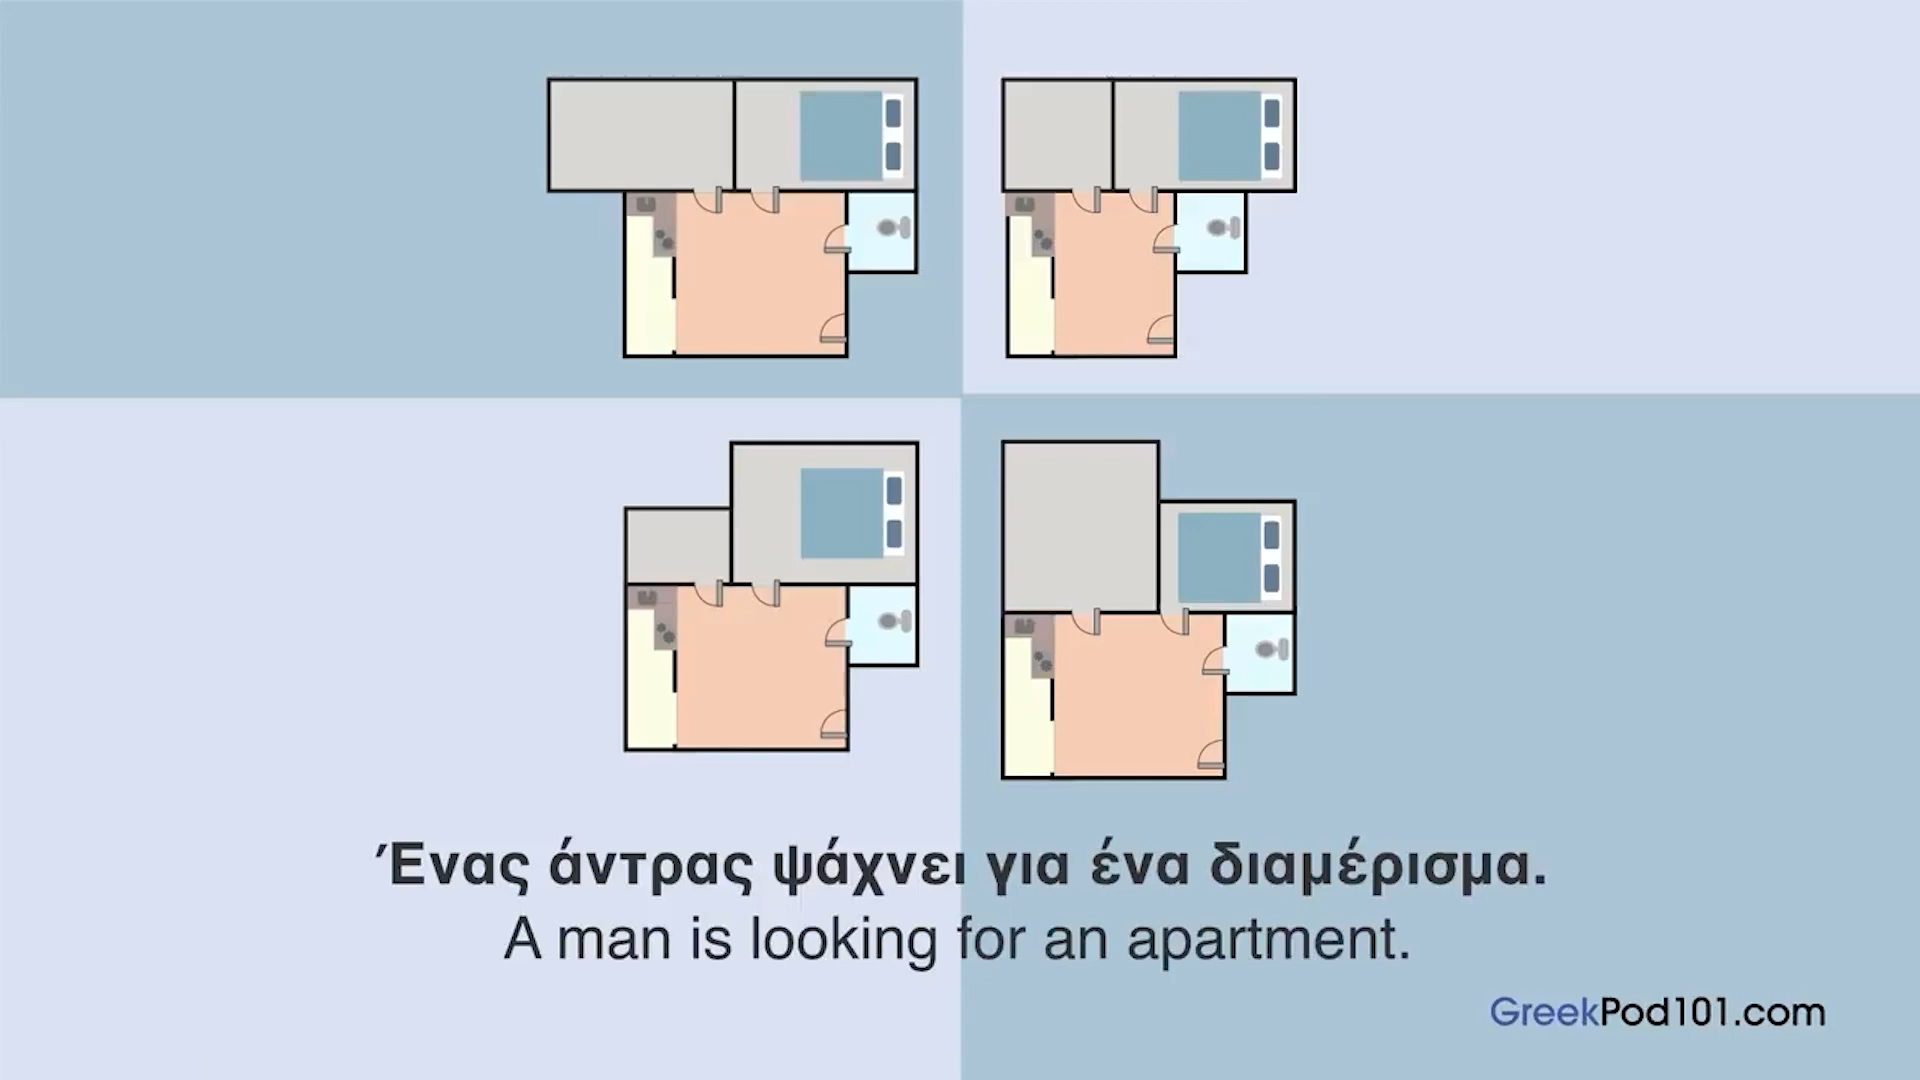 Ένας άντρας ψάχνει για ένα διαμέρισμα.
A man is looking for an apartment.
GreekPod101.com